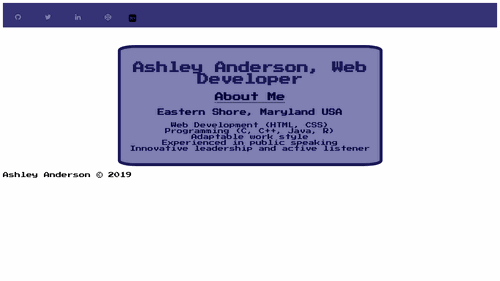 Ashley Anderson, Web
Developer
About Me
Eastern Shore, Maryland USA
Web Development (HTML, CSS)
Programming (C, C++, Java, R)
Adaptable work style
Experienced in public speaking
Innovative leadership and active listener
Ashley Anderson © 2019